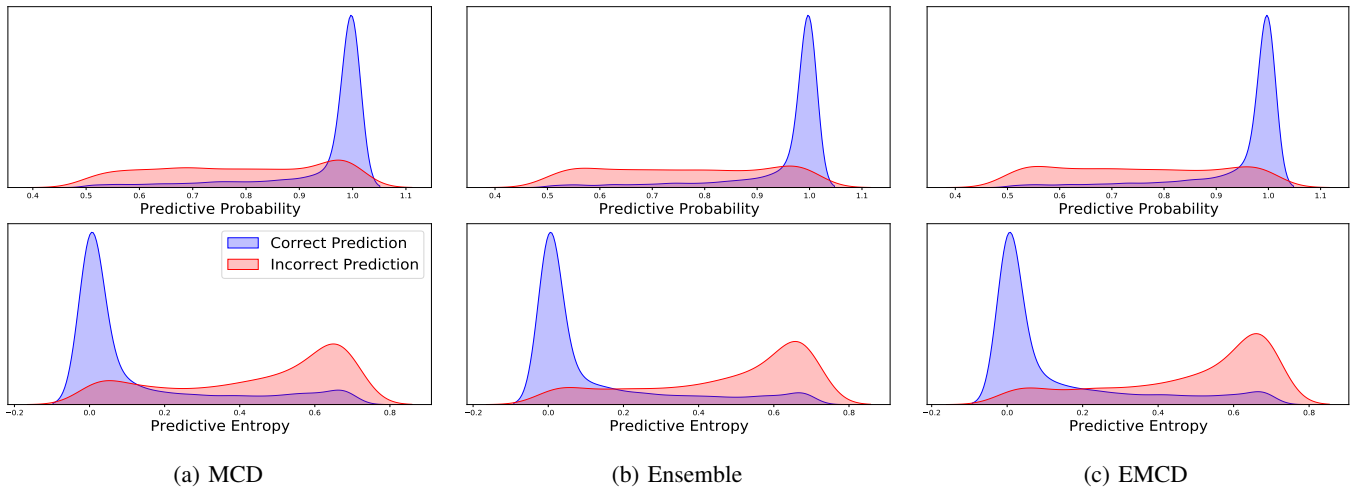 0.4 0.5 0.6 0.7 0.8 0.9 1.0 1.1
Predictive Probability
0.4 0.5 0.6 0.7 0.8 0.9 1.0 1.1
Predictive Probability
0.4 0.5 0.6 0.7 0.8 0.9 1.0 1.1
Predictive Probability
Correct Prediction
Incorrect Prediction
−0.2 0.0 0.2 0.4 0.6 0.8
Predictive Entropy
−0.2 0.0 0.2 0.4 0.6 0.8
Predictive Entropy
−0.2 0.0 0.2 0.4 0.6 0.8
Predictive Entropy
(a) MCD
(b) Ensemble
(c) EMCD